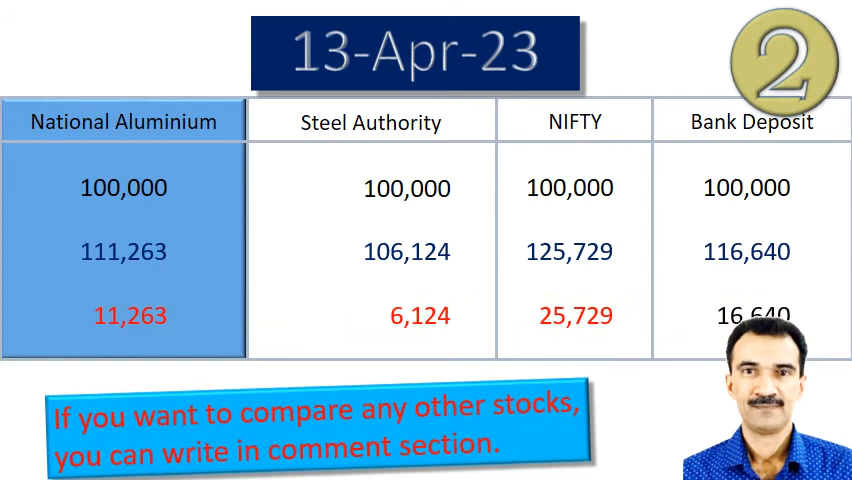 13-Apr-23
2
National Aluminium Steel Authority NIFTY Bank Deposit
100,000 100,000 100,000 100,000
111,263 106,124 125,729 116,640
11,263 6,124 25,729 16,640
If you want to compare any other stocks,
you can write in comment section.